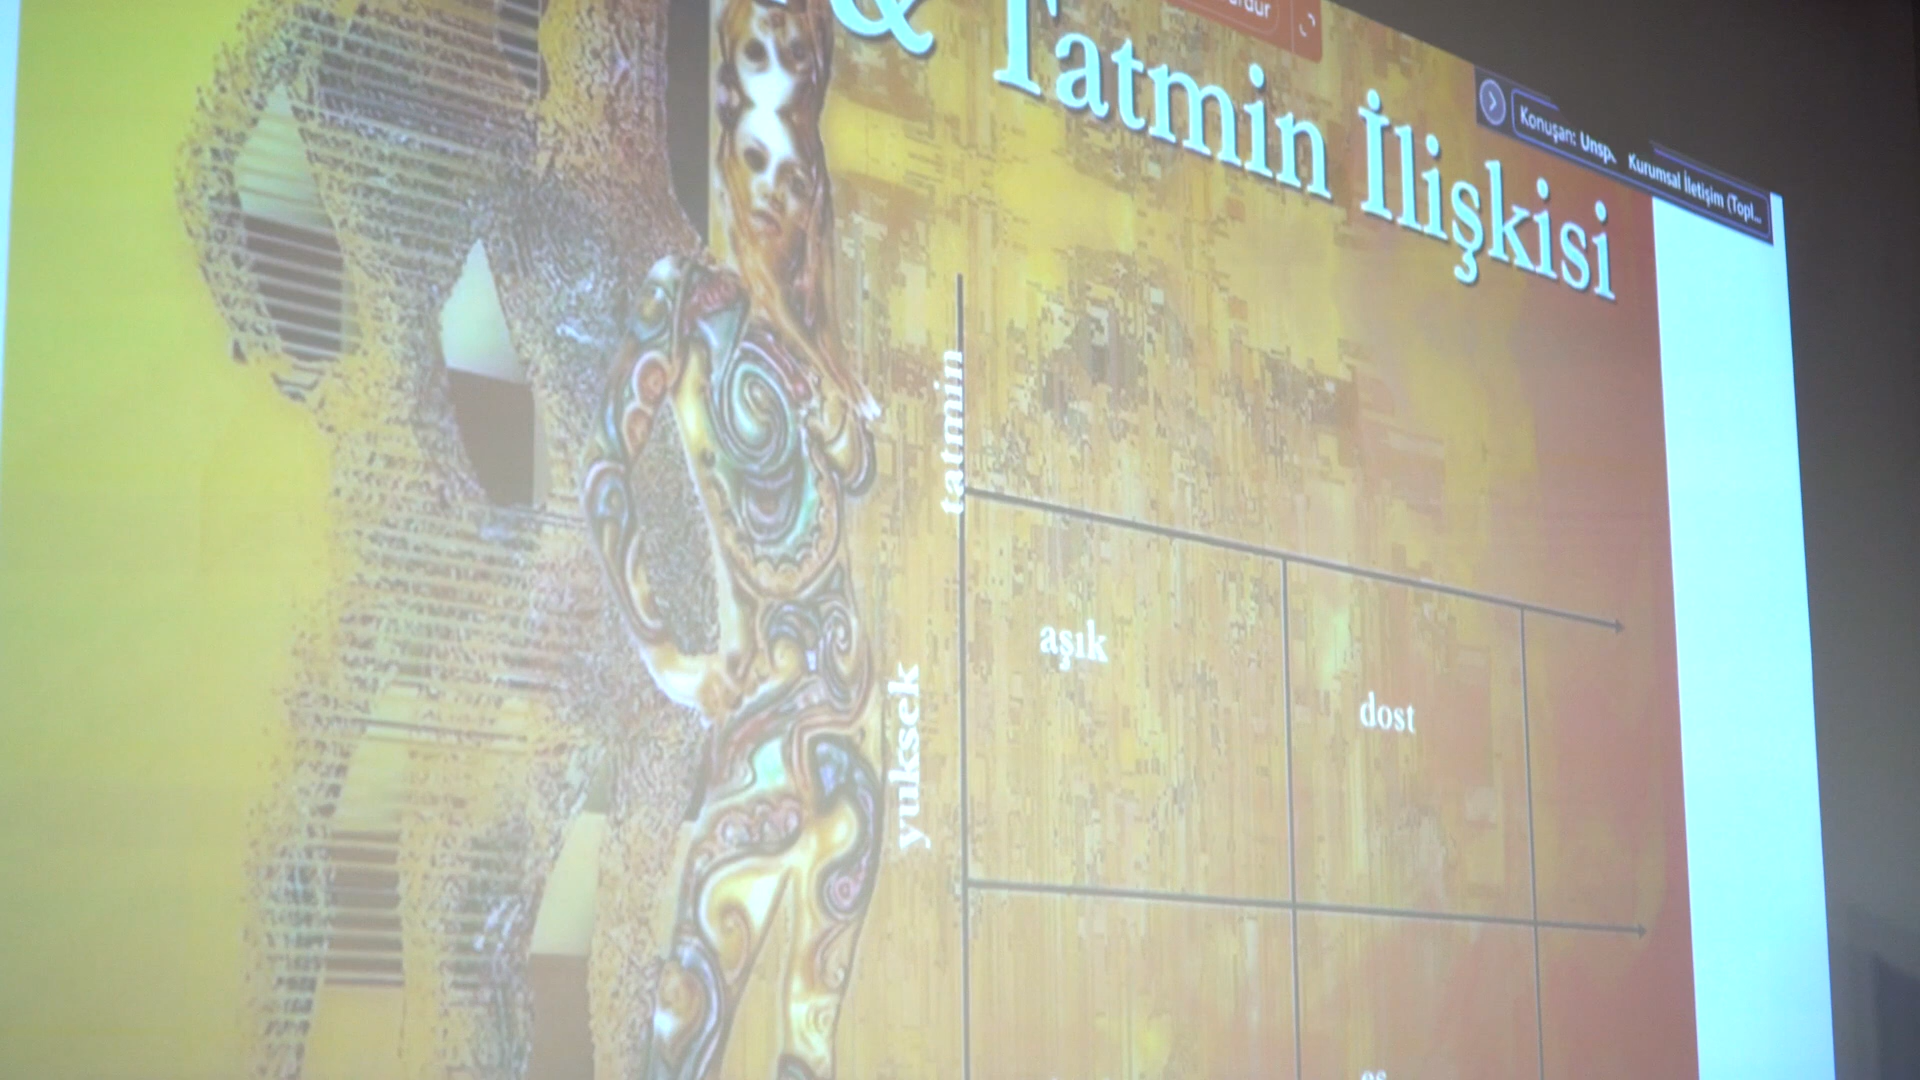 & Tatmin İlişkisi
Konuşan: Unsp
Kurumsal İletişim (Topl...
tatmin
yuksek
aşık
dost